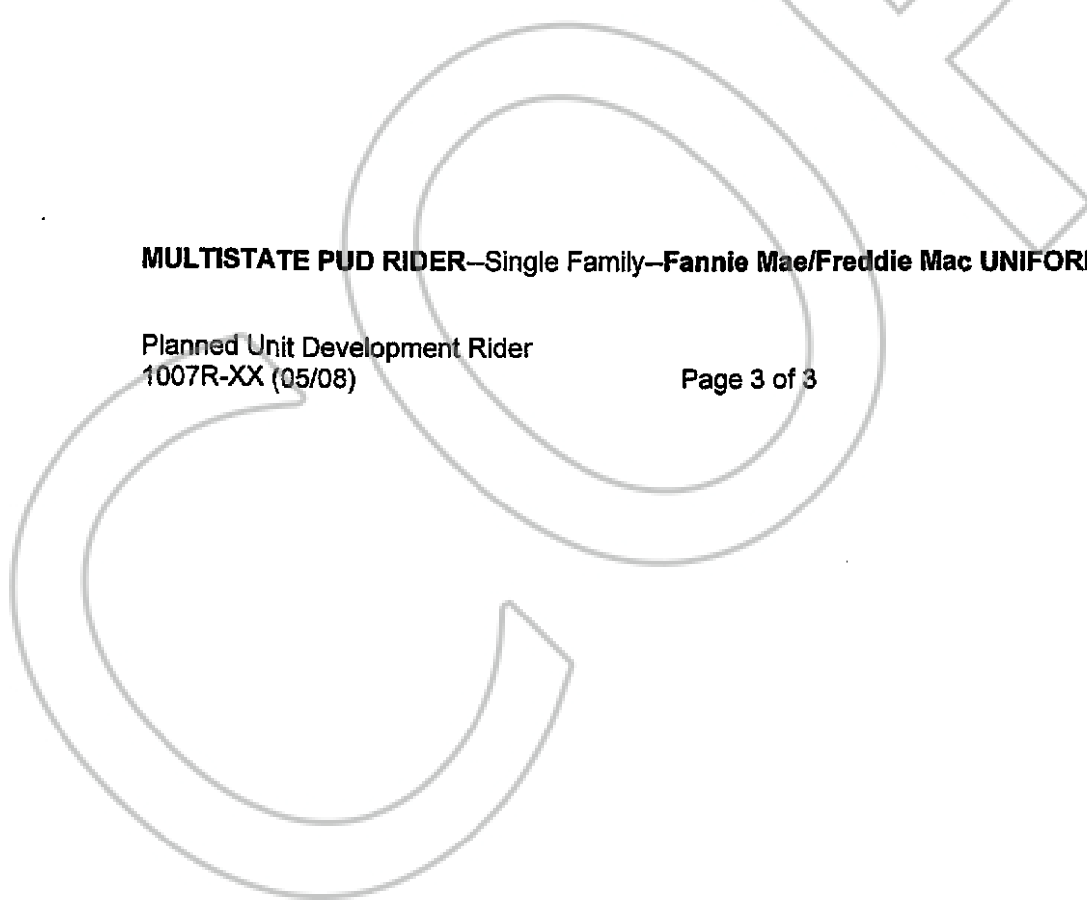 MULTISTATE PUD RIDER--Single Family--Fannie Mae/Freddie Mac UNIFOR
Planned Unit Development Rider
1007R-XX (05/08) Page 3 of 3
COP